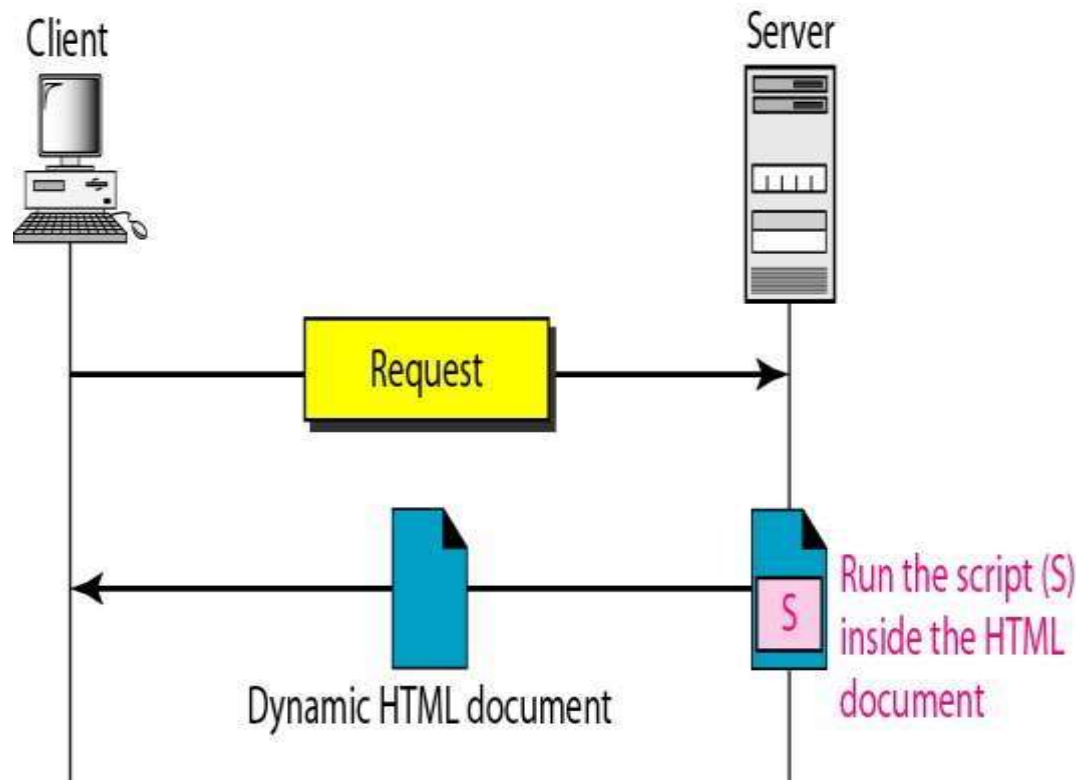 Client
Server
Request
S
Run the script (S)
inside the HTML
document
Dynamic HTML document